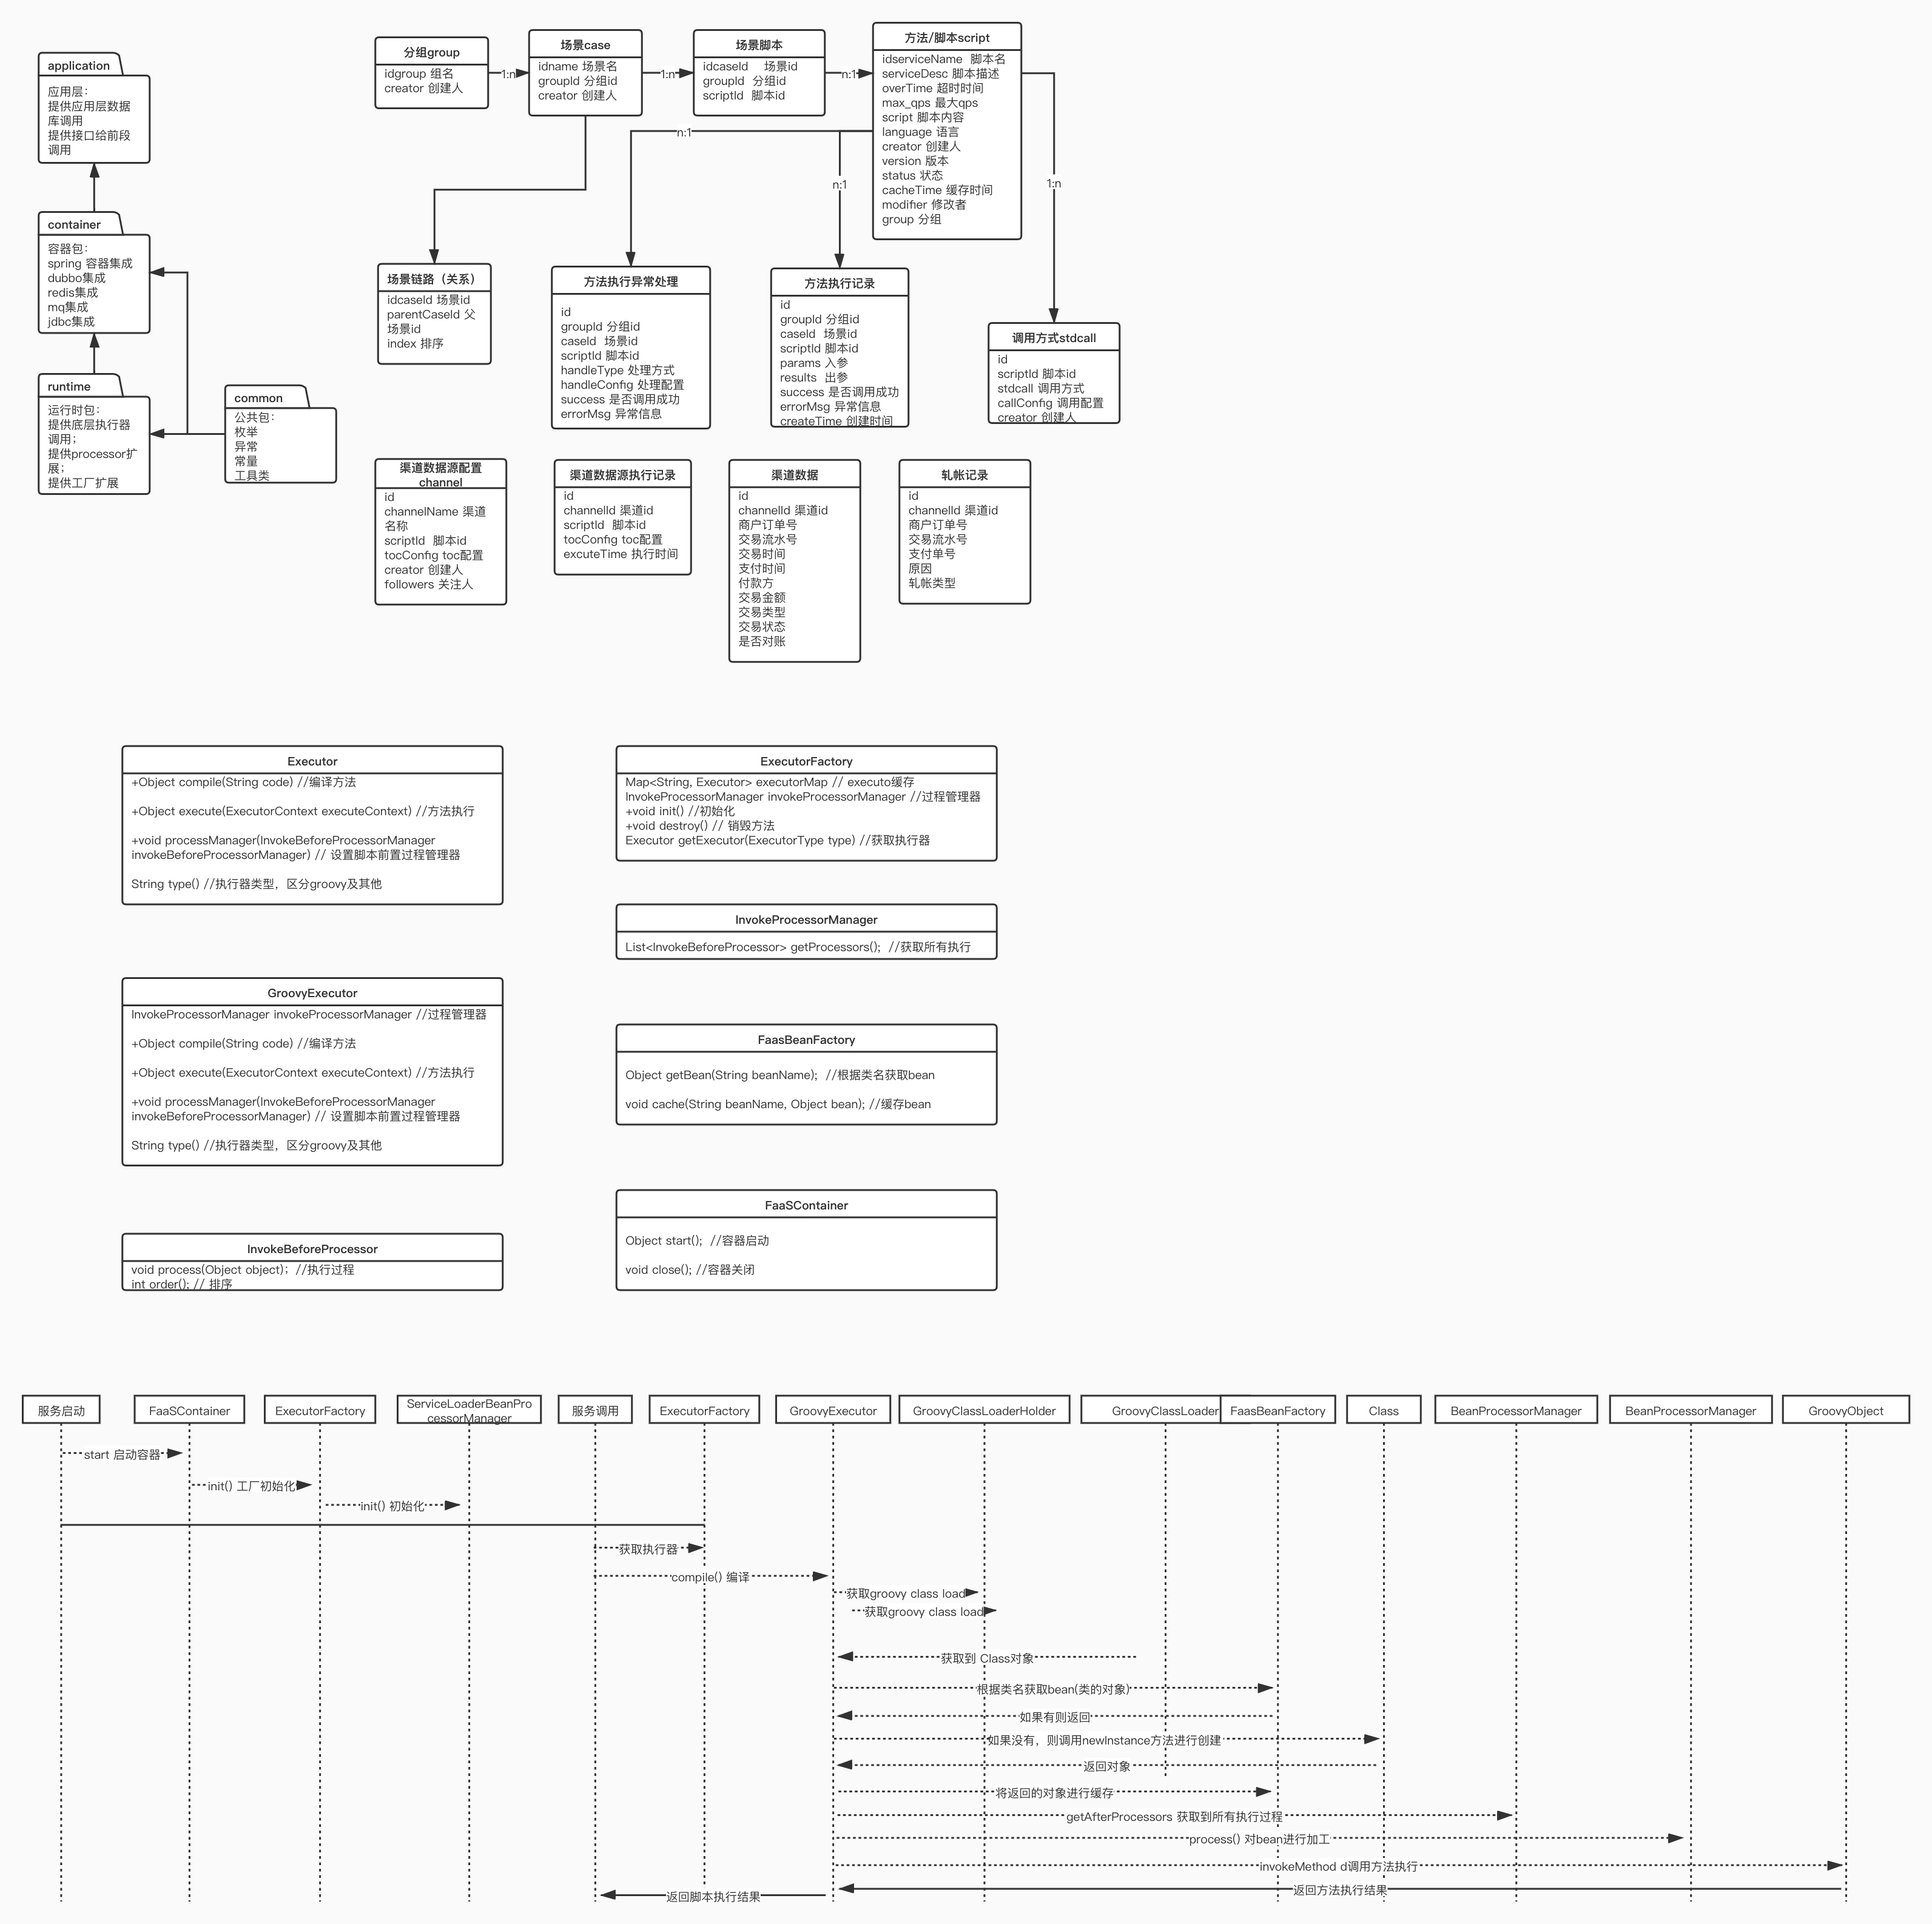 application
应用层：
提供应用层数据
库调用
提供接口给前段
调用
container
容器包：
spring 容器集成
dubbo集成
redis集成
mq集成
jdbc集成
runtime
运行时包：
提供底层执行器
调用；
提供processor扩
展；
提供工厂扩展
common
公共包：
枚举
异常
常量
工具类
分组group
idgroup 组名
creator 创建人
1:n
场景case
idname 场景名
groupId 分组id
creator 创建人
1:n
场景脚本
idcaseId 场景id
groupId 分组id
scriptId 脚本id
n:1
方法/脚本script
idserviceName 脚本名
serviceDesc 脚本描述
overTime 超时时间
max_qps 最大qps
script 脚本内容
language 语言
creator 创建人
version 版本
status 状态
cacheTime 缓存时间
modifier 修改者
group 分组
n:1
n:1
1:n
场景链路（关系）
idcaseId 场景id
parentCaseId 父
场景id
index 排序
方法执行异常处理
id
groupId 分组id
caseId 场景id
scriptId 脚本id
handleType 处理方式
handleConfig 处理配置
success 是否调用成功
errorMsg 异常信息
方法执行记录
id
groupId 分组id
caseId 场景id
scriptId 脚本id
params 入参
results 出参
success 是否调用成功
errorMsg 异常信息
createTime 创建时间
调用方式stdcall
id
scriptId 脚本id
stdcall 调用方式
callConfig 调用配置
creator 创建人
渠道数据源配置
channel
id
channelName 渠道
名称
scriptId 脚本id
tocConfig toc配置
creator 创建人
followers 关注人
渠道数据源执行记录
id
channelId 渠道id
scriptId 脚本id
tocConfig toc配置
excuteTime 执行时间
渠道数据
id
channelId 渠道id
商户订单号
交易流水号
交易时间
支付时间
付款方
交易金额
交易类型
交易状态
是否对账
轧帐记录
id
channelId 渠道id
商户订单号
交易流水号
支付单号
原因
轧帐类型
Executor
+Object compile(String code) //编译方法
+Object execute(ExecutorContext executeContext) //方法执行
+void processManager(InvokeBeforeProcessorManager
invokeBeforeProcessorManager) // 设置脚本前置过程管理器
String type() //执行器类型，区分groovy及其他
ExecutorFactory
Map<String, Executor> executorMap // executo缓存
InvokeProcessorManager invokeProcessorManager //过程管理器
+void init() //初始化
+void destroy() // 销毁方法
Executor getExecutor(ExecutorType type) //获取执行器
InvokeProcessorManager
List<InvokeBeforeProcessor> getProcessors(); //获取所有执行
GroovyExecutor
InvokeProcessorManager invokeProcessorManager //过程管理器
+Object compile(String code) //编译方法
+Object execute(ExecutorContext executeContext) //方法执行
+void processManager(InvokeBeforeProcessorManager
invokeBeforeProcessorManager) // 设置脚本前置过程管理器
String type() //执行器类型，区分groovy及其他
FaasBeanFactory
Object getBean(String beanName); //根据类名获取bean
void cache(String beanName, Object bean); //缓存bean
FaaSContainer
Object start(); //容器启动
void close(); //容器关闭
InvokeBeforeProcessor
void process(Object object)；//执行过程
int order(); // 排序
服务启动
FaaSContainer
ExecutorFactory
ServiceLoaderBeanPro
cessorManager
服务调用
ExecutorFactory
GroovyExecutor
GroovyClassLoaderHolder
GroovyClassLoader
FaasBeanFactory
Class
BeanProcessorManager
BeanProcessorManager
GroovyObject
start 启动容器
init() 工厂初始化
init() 初始化
获取执行器
compile() 编译
获取groovy class load
获取groovy class load
获取到 Class对象
根据类名获取bean(类的对象)
如果有则返回
如果没有，则调用newInstance方法进行创建
返回对象
将返回的对象进行缓存
getAfterProcessors 获取到所有执行过程
process() 对bean进行加工
invokeMethod d调用方法执行
返回方法执行结果
返回脚本执行结果